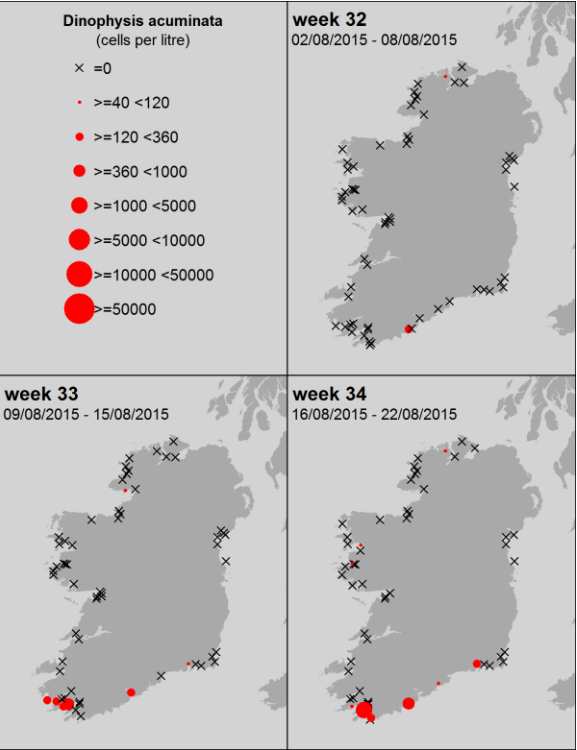 Dinophysis acuminata
(cells per litre)
=0
>=40 <120
>=120 <360
>=360 <1000
>=1000 <5000
>=5000 <10000
>=10000 <50000
>=50000
week 32
02/08/2015 - 08/08/2015
week 33
09/08/2015 - 15/08/2015
week 34
16/08/2015 - 22/08/2015